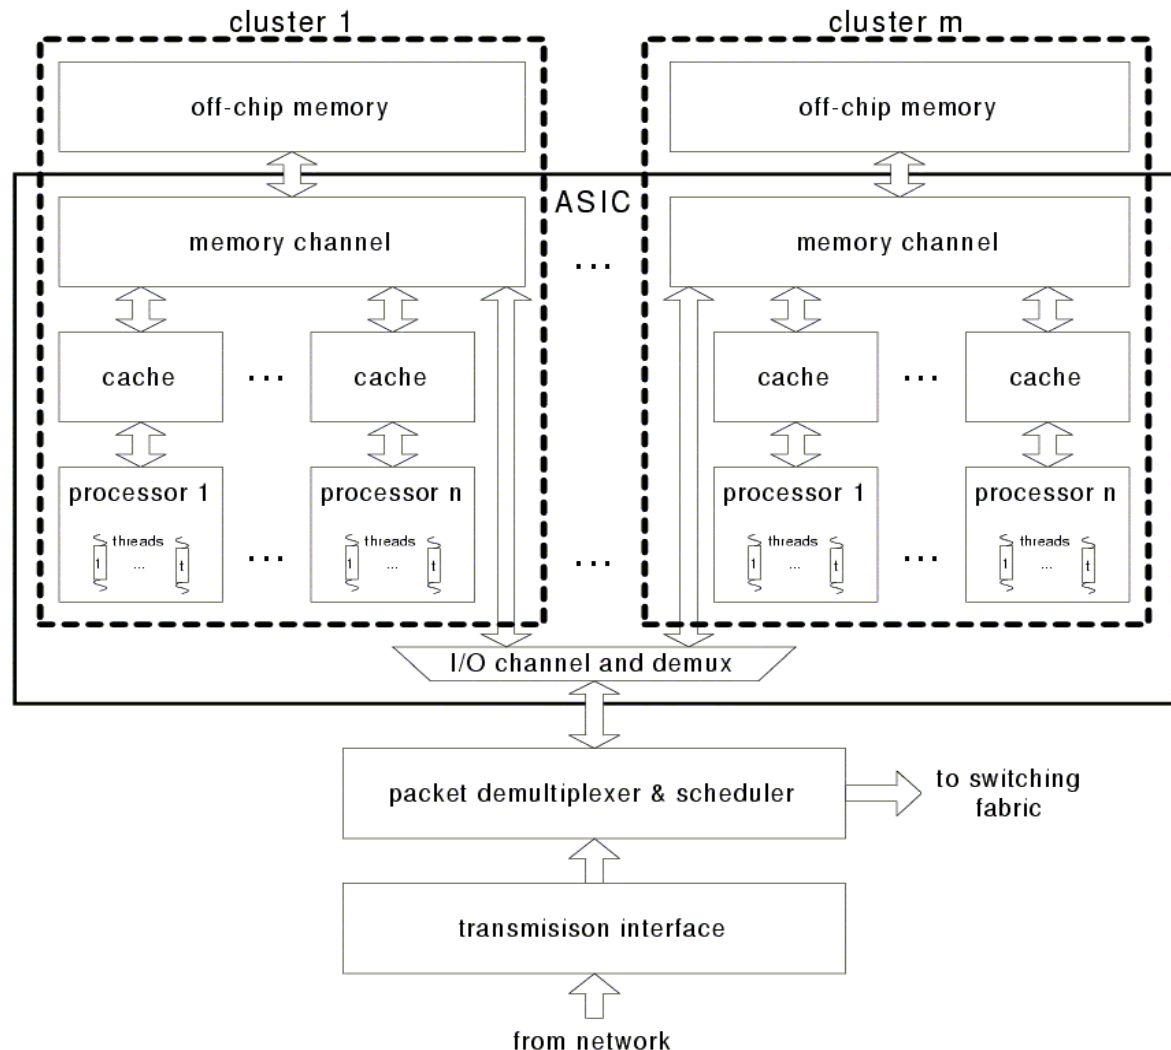 cluster 1
cluster m
off-chip memory
off-chip memory
ASIC
memory channel
...
memory channel
cache
...
cache
cache
...
cache
processor 1
processor n
processor 1
processor n
threads
1
...
t
...
threads
1
...
t
...
threads
1
...
t
...
threads
1
...
t
I/O channel and demux
packet demultiplexer & scheduler
to switching
fabric
transmisison interface
from network